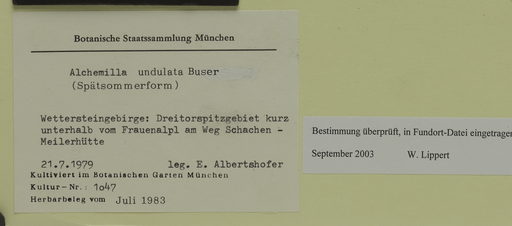 Botanische Staatssammlung München
Alchemilla undulata Buser
(Spätsommerform)
Wettersteingebirge: Dreitorspitzgebiet kurz
unterhalb vom Frauenalpl am Weg Schachen -
Meilerhütte
21.7.1979 leg. E. Albertshofer
Kultiviert im Botanischen Garten München
Kultur-Nr.: 1o47
Herbarbeleg vom Juli 1983
Bestimmung überprüft, in Fundort-Datei eingetragen
September 2003 W. Lippert